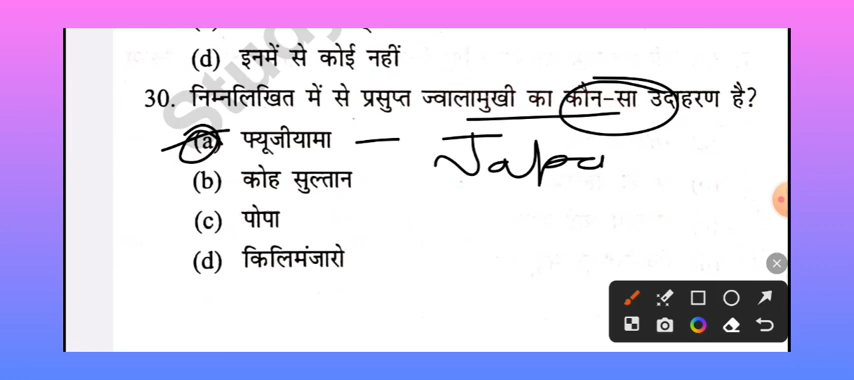 (d) इनमें से कोई नहीं
30. निम्नलिखित में से प्रसुप्त ज्वालामुखी का कौन-सा उदाहरण है?
(a) फ्यूजीयामा — Japa
(b) कोह सुल्तान
(c) पोपा
(d) किलिमंजारो